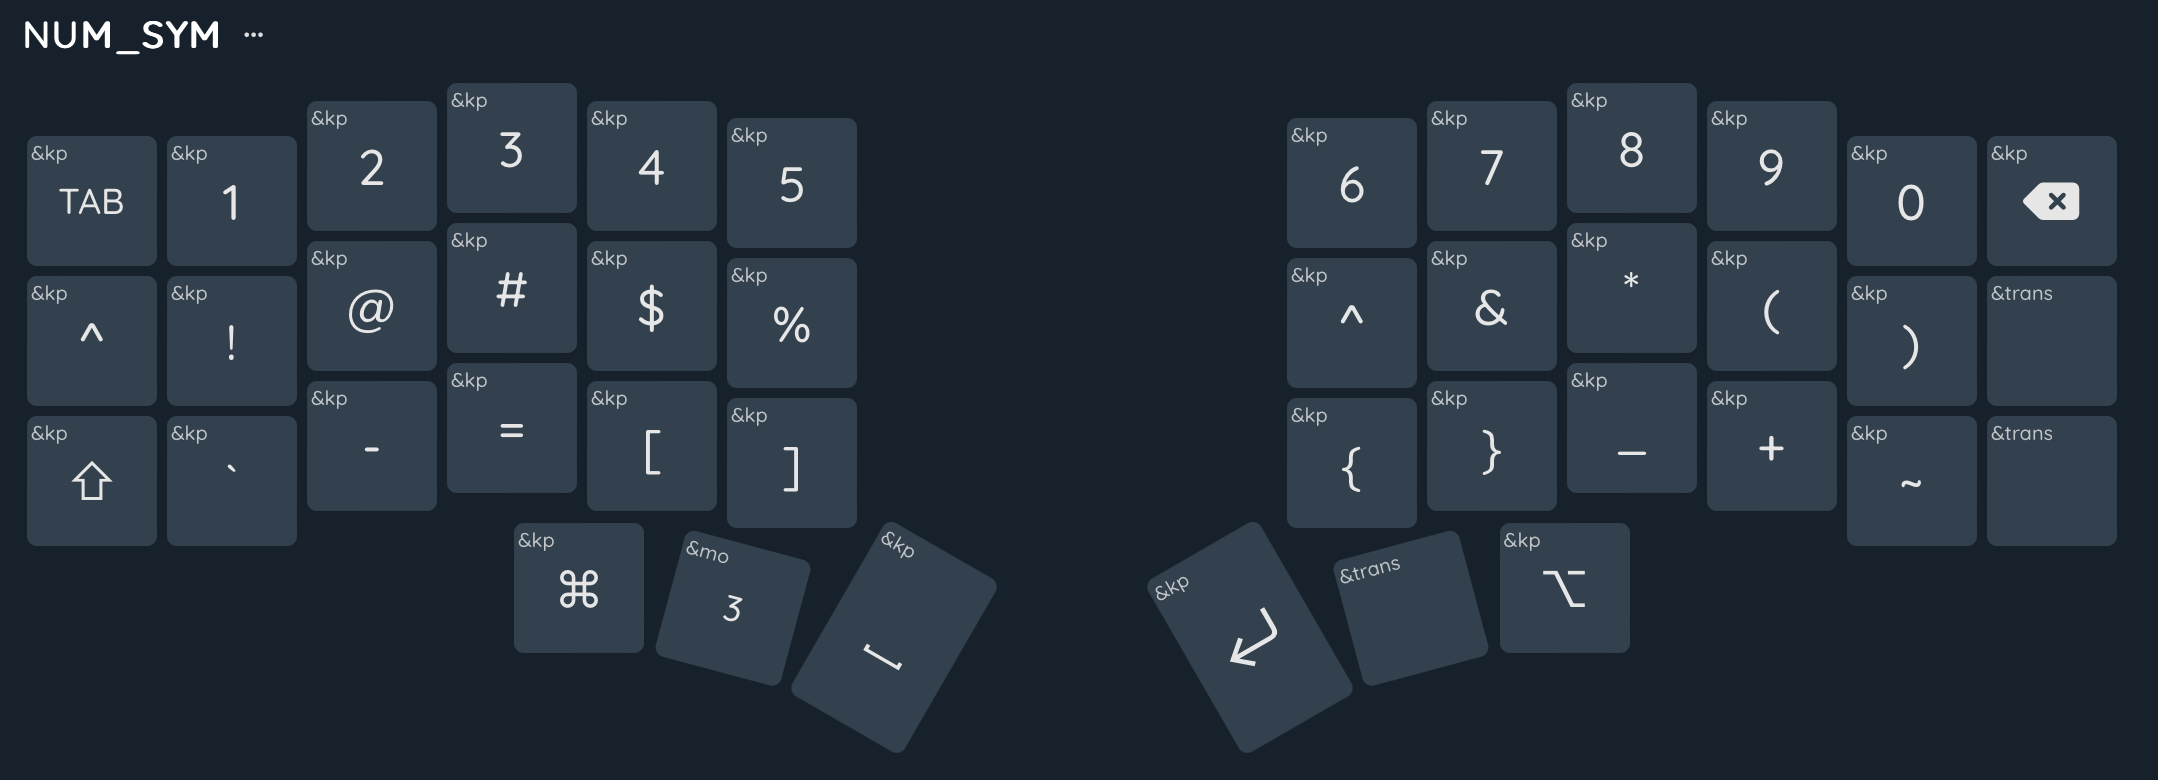 NUM_SYM ...
&kp TAB &kp 1 &kp 2 &kp 3 &kp 4 &kp 5 &kp 6 &kp 7 &kp 8 &kp 9 &kp 0 &kp ⌫
&kp ^ &kp ! &kp @ &kp # &kp $ &kp % &kp ^ &kp & &kp * &kp ( &kp ) &trans
&kp ⇧ &kp ` &kp - &kp = &kp [ &kp ] &kp { &kp } &kp _ &kp + &kp ~ &trans
&kp ⌘ &mo 3 &kp ⎵ &kp ↵ &trans &kp ⌥